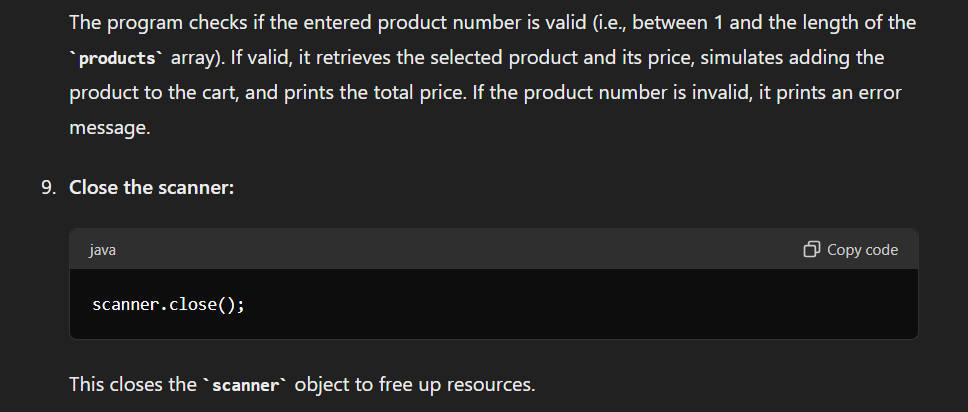 The program checks if the entered product number is valid (i.e., between 1 and the length of the
`products` array). If valid, it retrieves the selected product and its price, simulates adding the
product to the cart, and prints the total price. If the product number is invalid, it prints an error
message.
9. Close the scanner:
java
Copy code
scanner.close();
This closes the `scanner` object to free up resources.